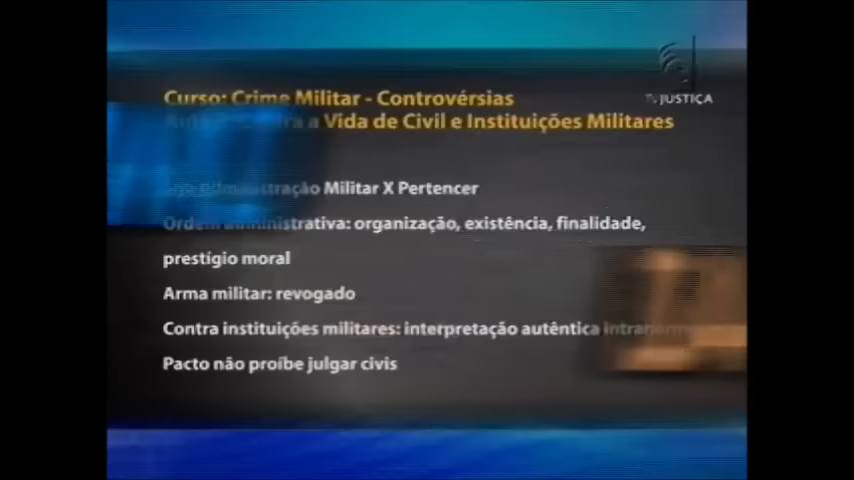 Curso: Crime Militar - Controvérsias
a Vida de Civil e Instituições Militares
TV JUSTIÇA
Militar X Pertencer
Ordem administrativa: organização, existência, finalidade,
prestígio moral
Arma militar: revogado
Contra instituições militares: interpretação autêntica
Pacto não proíbe julgar civis